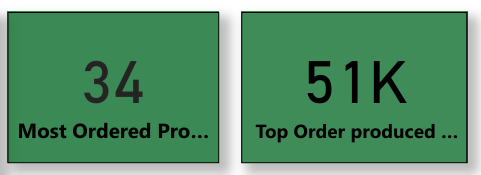 34
Most Ordered Pro...
51K
Top Order produced ...